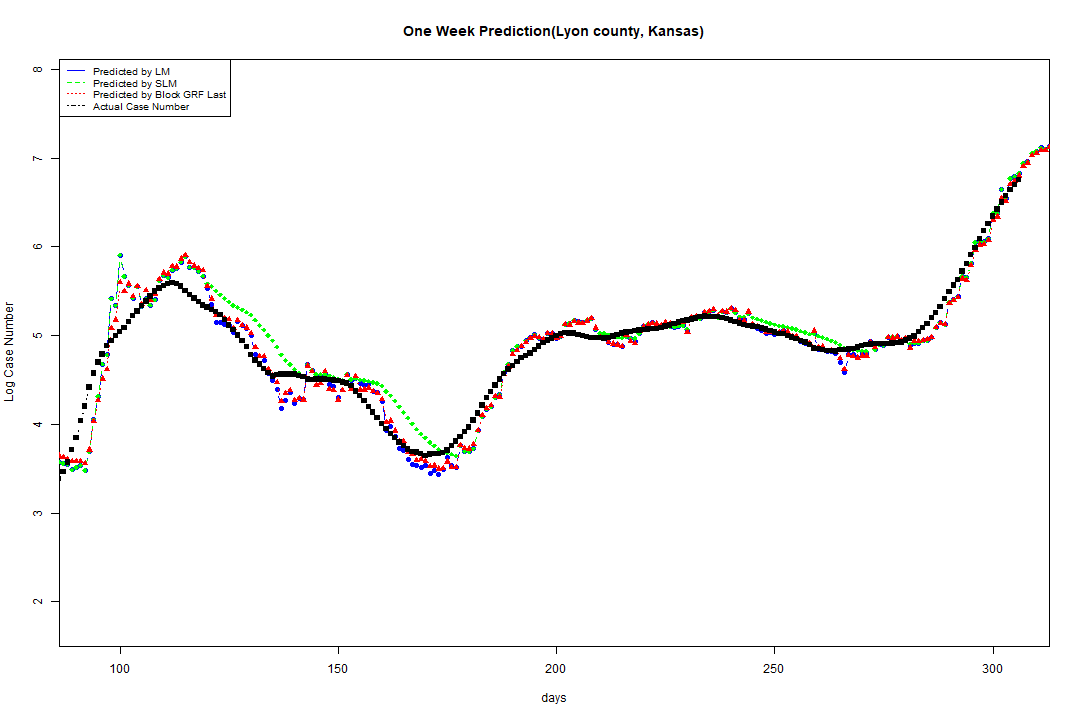 One Week Prediction(Lyon county, Kansas)
Predicted by LM
Predicted by SLM
Predicted by Block GRF Last
Actual Case Number
8
7
6
5
4
3
2
Log Case Number
100 150 200 250 300
days